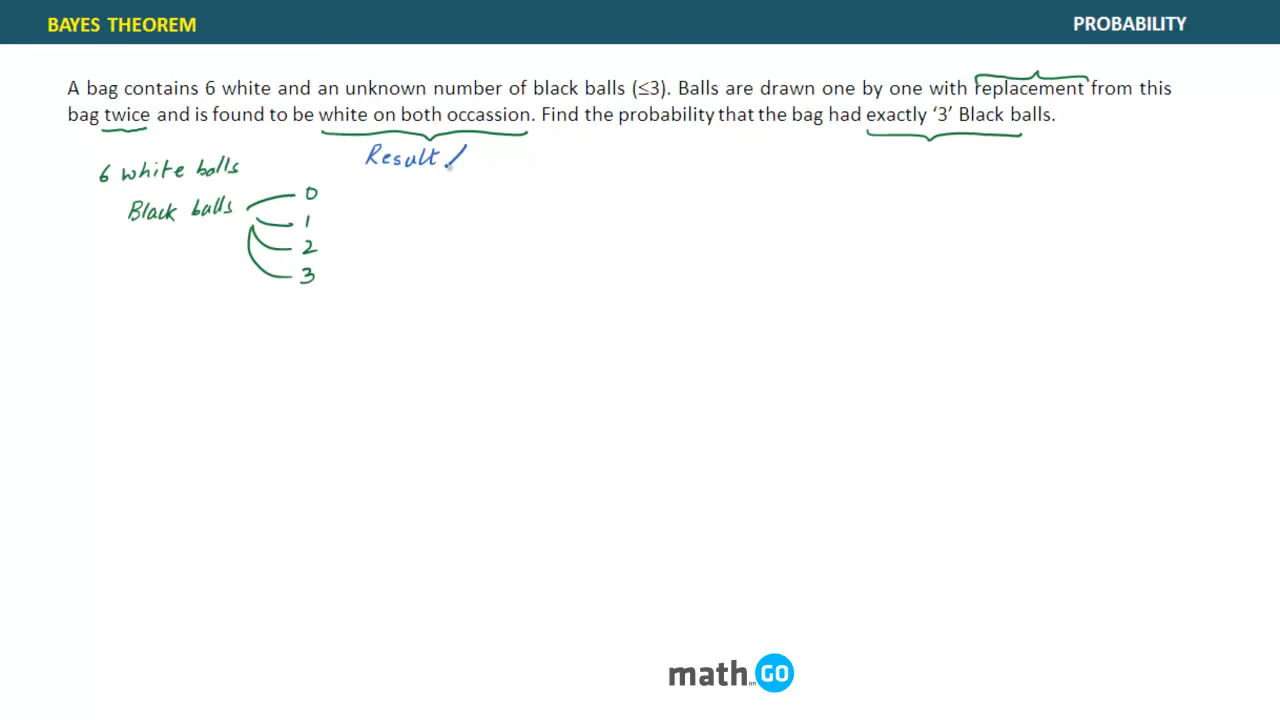 BAYES THEOREM
PROBABILITY
A bag contains 6 white and an unknown number of black balls (≤3). Balls are drawn one by one with replacement from this
bag twice and is found to be white on both occassion. Find the probability that the bag had exactly ‘3’ Black balls.
Result /
6 white balls
Black balls
0
1
2
3
math on GO